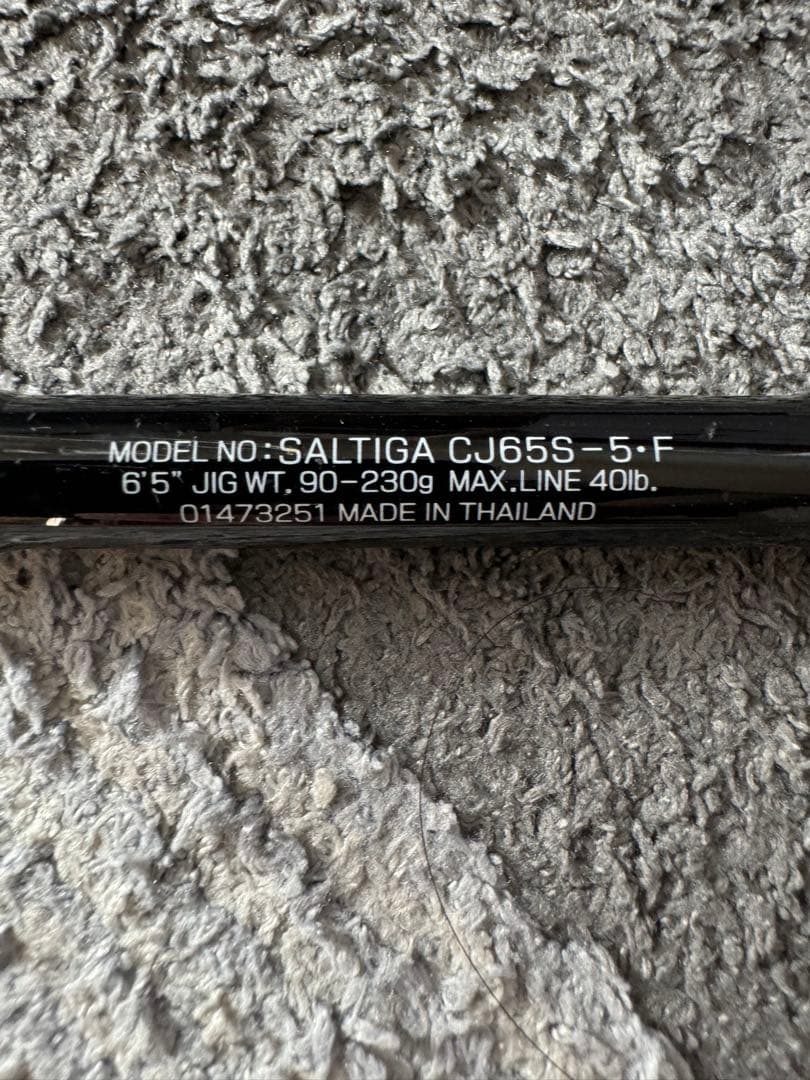 MODEL NO:SALTIGA CJ65S-5・F
6'5" JIG WT. 90-230g MAX.LINE 40lb.
01473251 MADE IN THAILAND